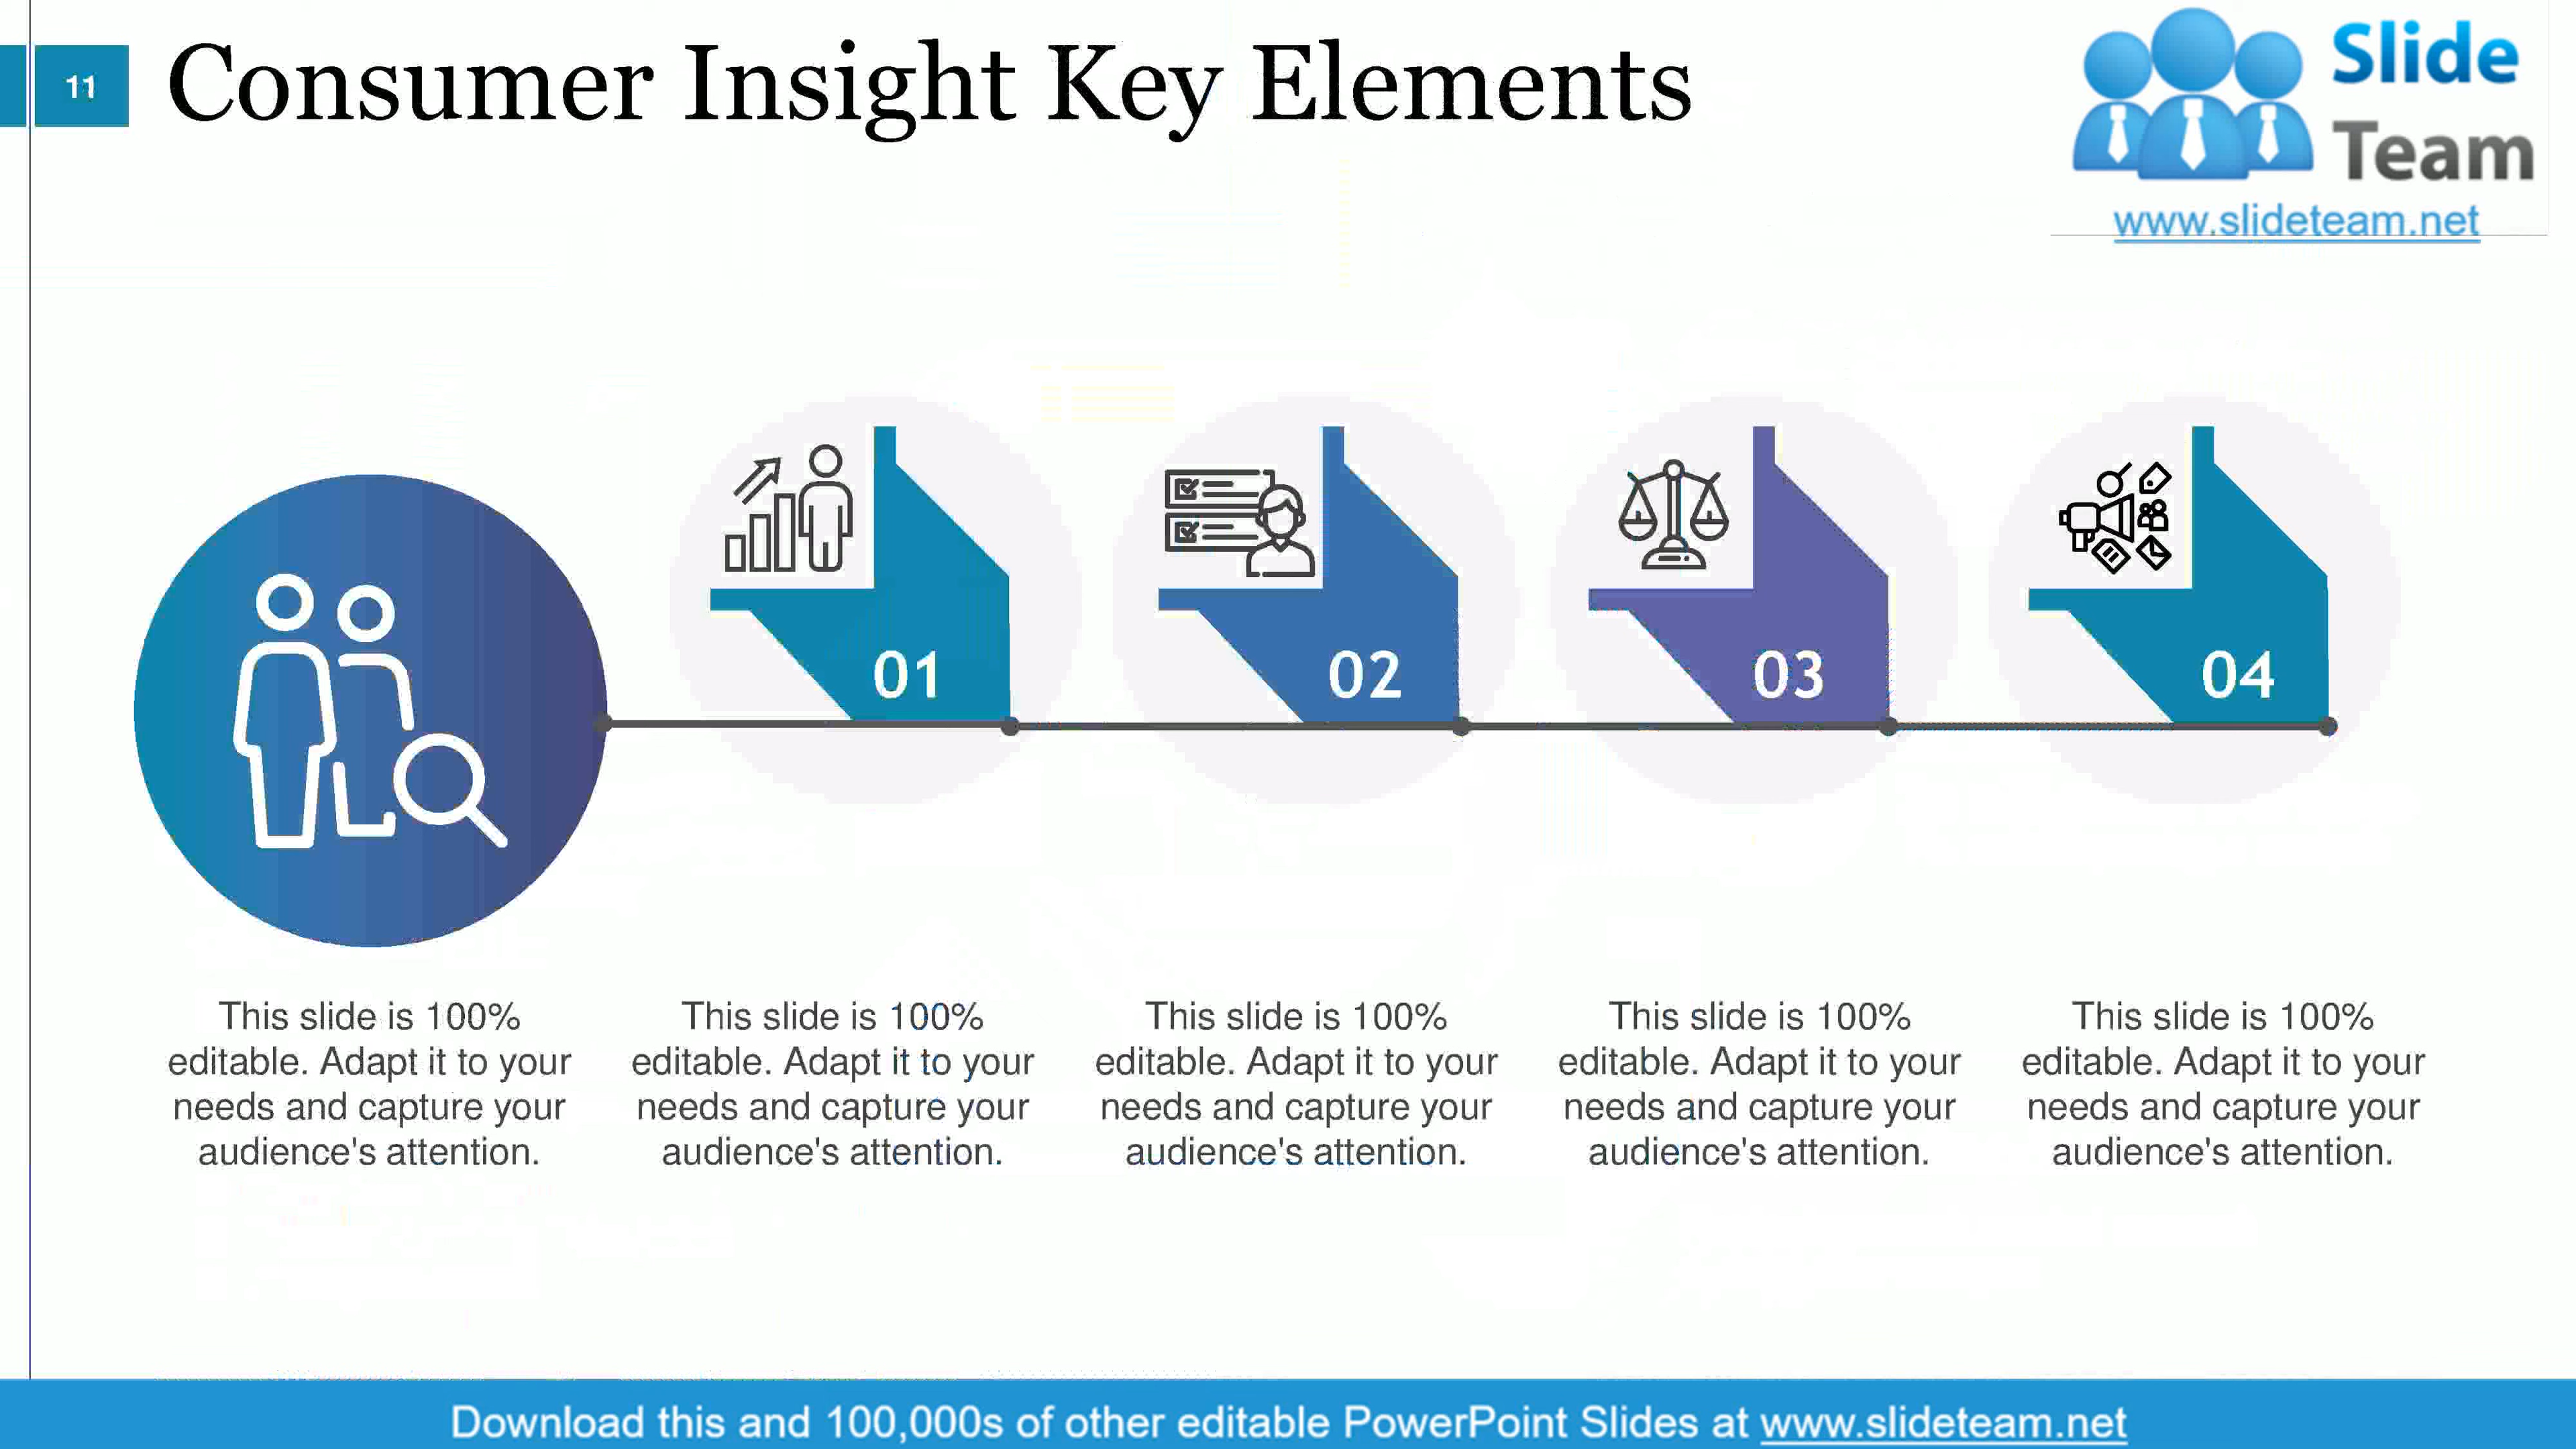 11
Consumer Insight Key Elements
Slide
Team
www.slideteam.net
01
02
03
04
This slide is 100%
editable. Adapt it to your
needs and capture your
audience's attention.
This slide is 100%
editable. Adapt it to your
needs and capture your
audience's attention.
This slide is 100%
editable. Adapt it to your
needs and capture your
audience's attention.
This slide is 100%
editable. Adapt it to your
needs and capture your
audience's attention.
This slide is 100%
editable. Adapt it to your
needs and capture your
audience's attention.
Download this and 100,000s of other editable PowerPoint Slides at www.slideteam.net